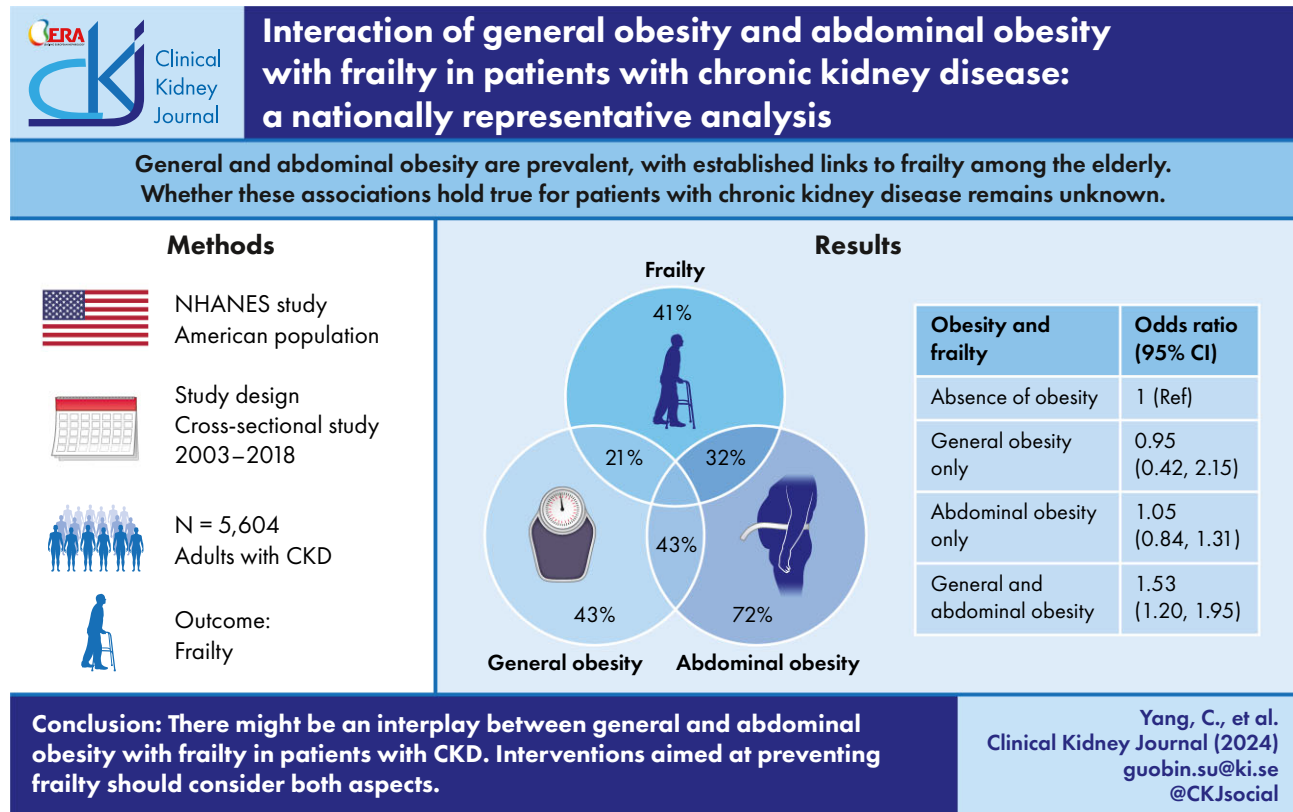 ERA
ckj
Clinical
Kidney
Journal
Interaction of general obesity and abdominal obesity
with frailty in patients with chronic kidney disease:
a nationally representative analysis
General and abdominal obesity are prevalent, with established links to frailty among the elderly.
Whether these associations hold true for patients with chronic kidney disease remains unknown.
Methods
NHANES study
American population
Study design
Cross-sectional study
2003–2018
N = 5,604
Adults with CKD
Outcome:
Frailty
Results
Frailty
41%
21%
32%
43%
43%
72%
General obesity
Abdominal obesity
Obesity and frailty
Odds ratio (95% CI)
Absence of obesity
1 (Ref)
General obesity only
0.95 (0.42, 2.15)
Abdominal obesity only
1.05 (0.84, 1.31)
General and abdominal obesity
1.53 (1.20, 1.95)
Conclusion: There might be an interplay between general and abdominal
obesity with frailty in patients with CKD. Interventions aimed at preventing
frailty should consider both aspects.
Yang, C., et al.
Clinical Kidney Journal (2024)
guobin.su@ki.se
@CKJsocial